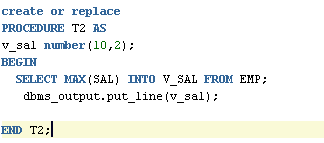 create or replace
PROCEDURE T2 AS
v_sal number(10,2);
BEGIN
SELECT MAX(SAL) INTO V_SAL FROM EMP;
dbms_output.put_line(v_sal);
END T2;